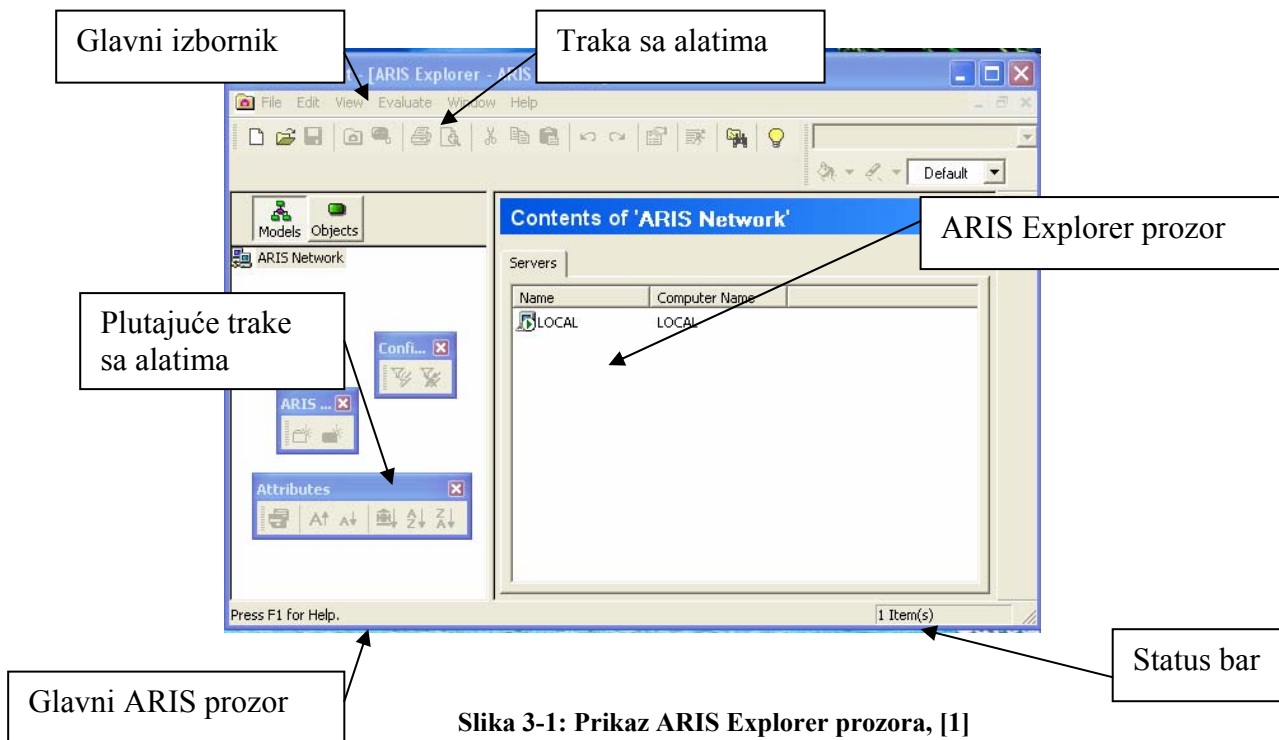 Glavni izbornik
Traka sa alatima
- [ARIS Explorer - ARIS
File Edit View Evaluate Window Help
Default
Models Objects
Contents of 'ARIS Network'
ARIS Explorer prozor
ARIS Network
Servers
Name Computer Name
LOCAL LOCAL
Plutajuće trake
sa alatima
Confi...
ARIS ...
Attributes
Press F1 for Help.
1 Item(s)
Status bar
Glavni ARIS prozor
Slika 3-1: Prikaz ARIS Explorer prozora, [1]